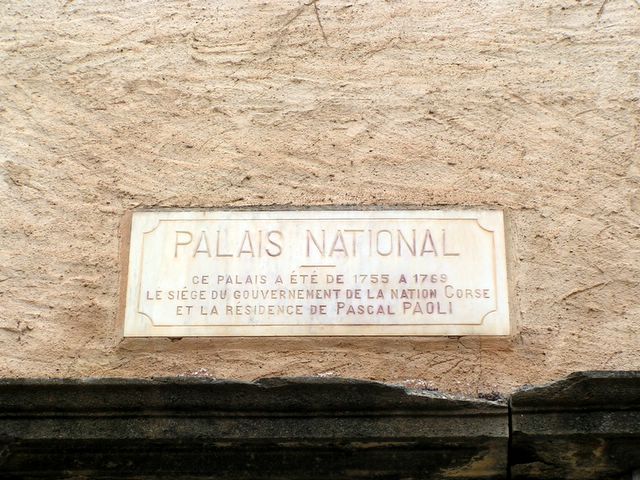 PALAIS NATIONAL
CE PALAIS A ÉTÉ DE 1755 A 1769
LE SIÉGE DU GOUVERNEMENT DE LA NATION CORSE
ET LA RÉSIDENCE DE PASCAL PAOLI